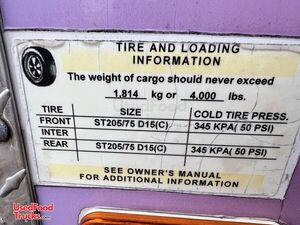 TIRE AND LOADING
INFORMATION
The weight of cargo should never exceed
1,814 kg or 4,000 lbs.
TIRE SIZE COLD TIRE PRESS.
FRONT ST205/75 D15(C) 345 KPA( 50 PSI)
INTER
REAR ST205/75 D15(C) 345 KPA( 50 PSI)
SEE OWNER'S MANUAL
FOR ADDITIONAL INFORMATION
UsedFood
Trucks.com